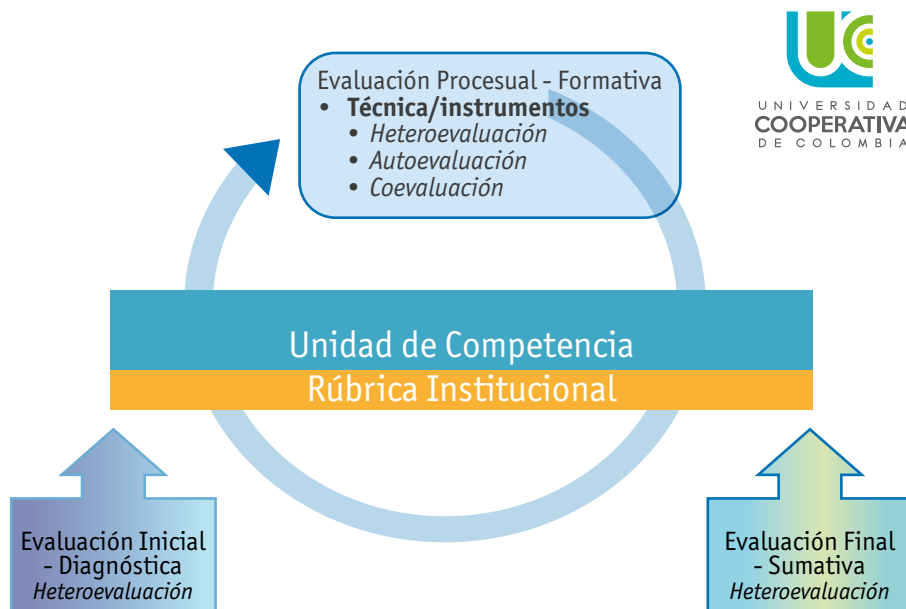 UNIVERSIDAD
COOPERATIVA
DE COLOMBIA
Evaluación Procesual - Formativa
• Técnica/instrumentos
• Heteroevaluación
• Autoevaluación
• Coevaluación
Unidad de Competencia
Rúbrica Institucional
Evaluación Inicial
- Diagnóstica
Heteroevaluación
Evaluación Final
- Sumativa
Heteroevaluación